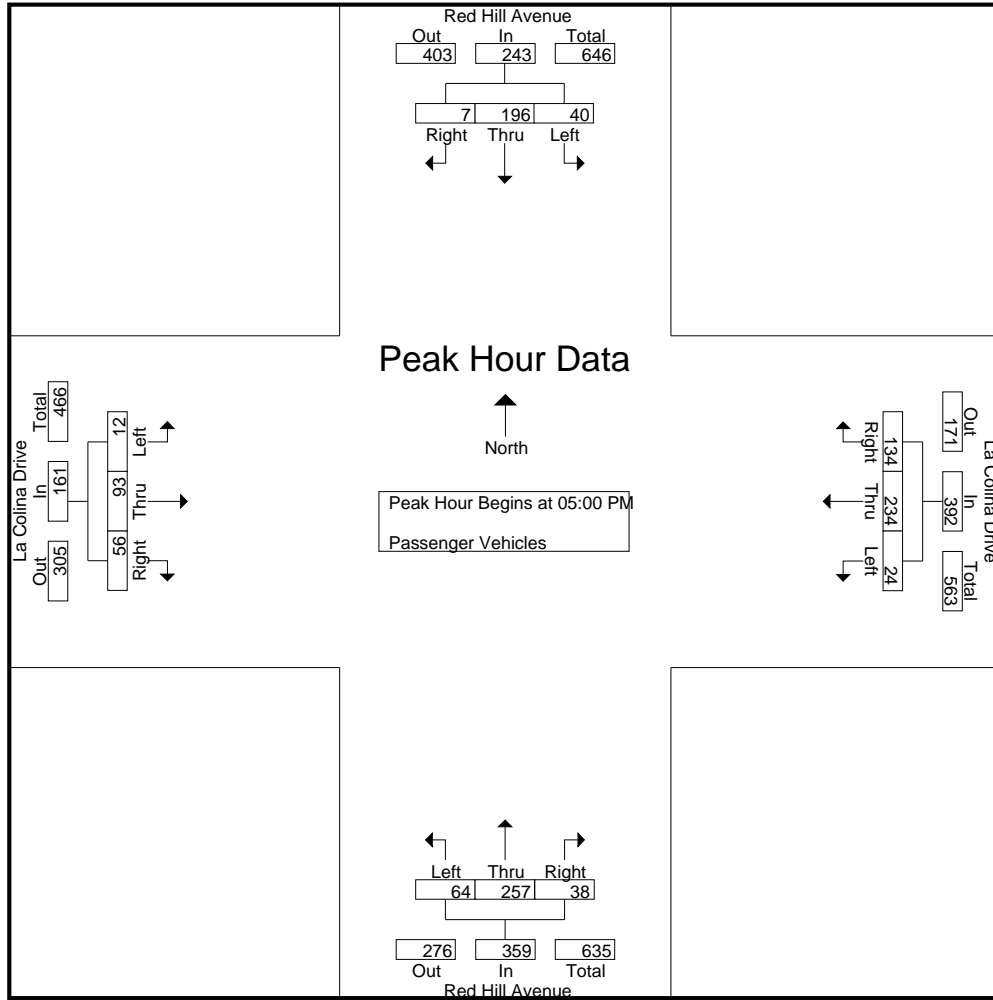 Red Hill Avenue
Out In Total
403 243 646
7 196 40
Right Thru Left
Peak Hour Data
North
Peak Hour Begins at 05:00 PM
Passenger Vehicles
La Colina Drive
Total In Out
466 161 305
12 93 56
Left Thru Right
La Colina Drive
Out In Total
171 392 563
134 234 24
Right Thru Left
Left Thru Right
64 257 38
276 359 635
Out In Total
Red Hill Avenue